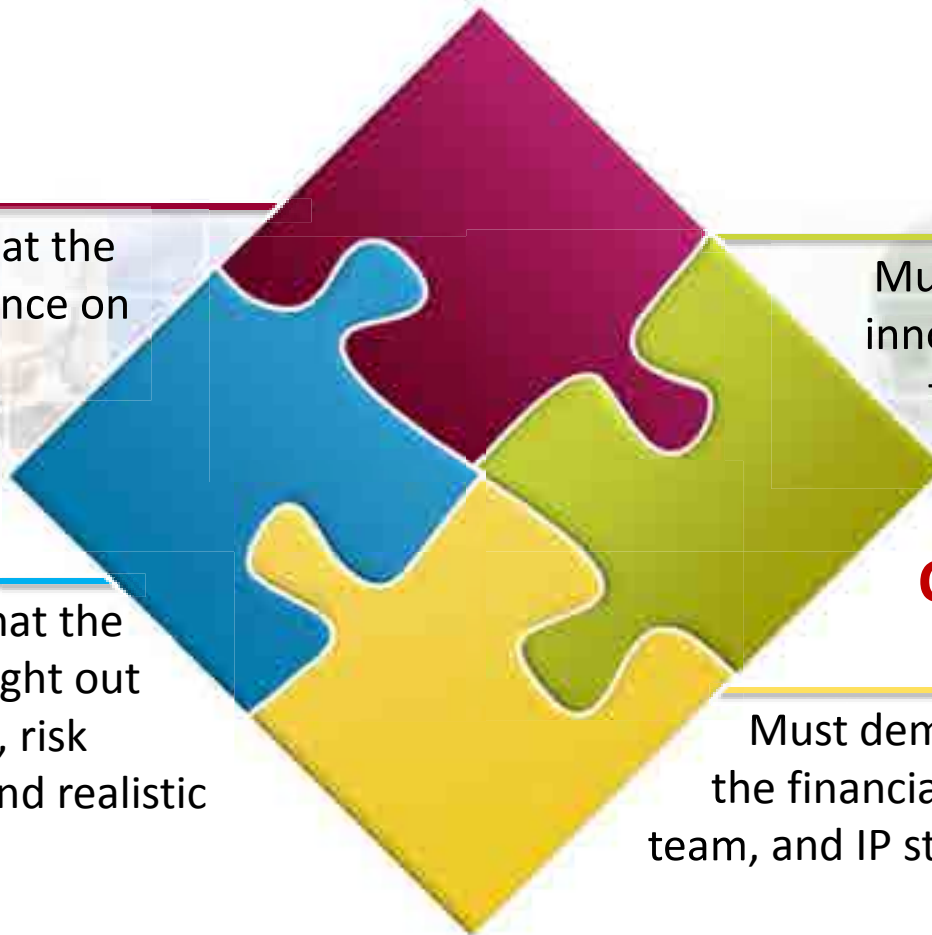 at the
nce on
Mu
inno
hat the
ght out
, risk
nd realistic
Must dem
the financia
team, and IP st